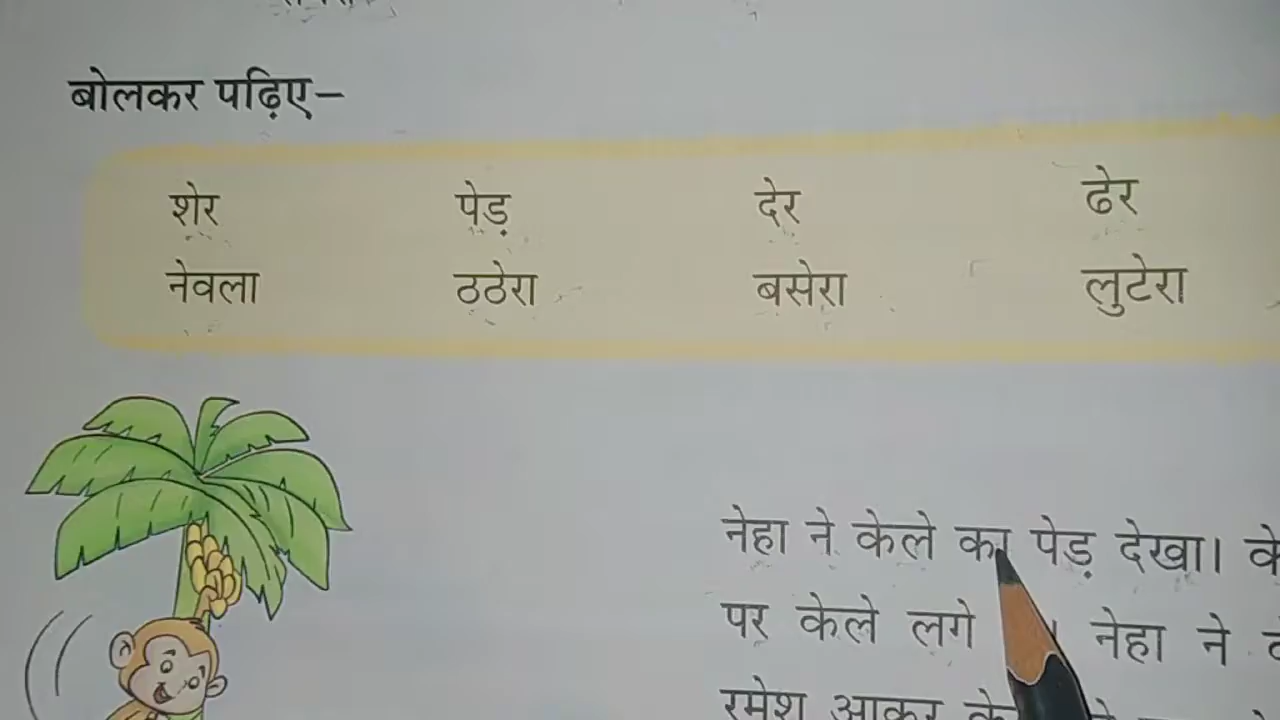 बोलकर पढ़िए–
शेर पेड़ देर ढेर
नेवला ठठेरा बसेरा लुटेरा
नेहा ने केले का पेड़ देखा।
पर केले लगे नेहा ने
रमेश आकर